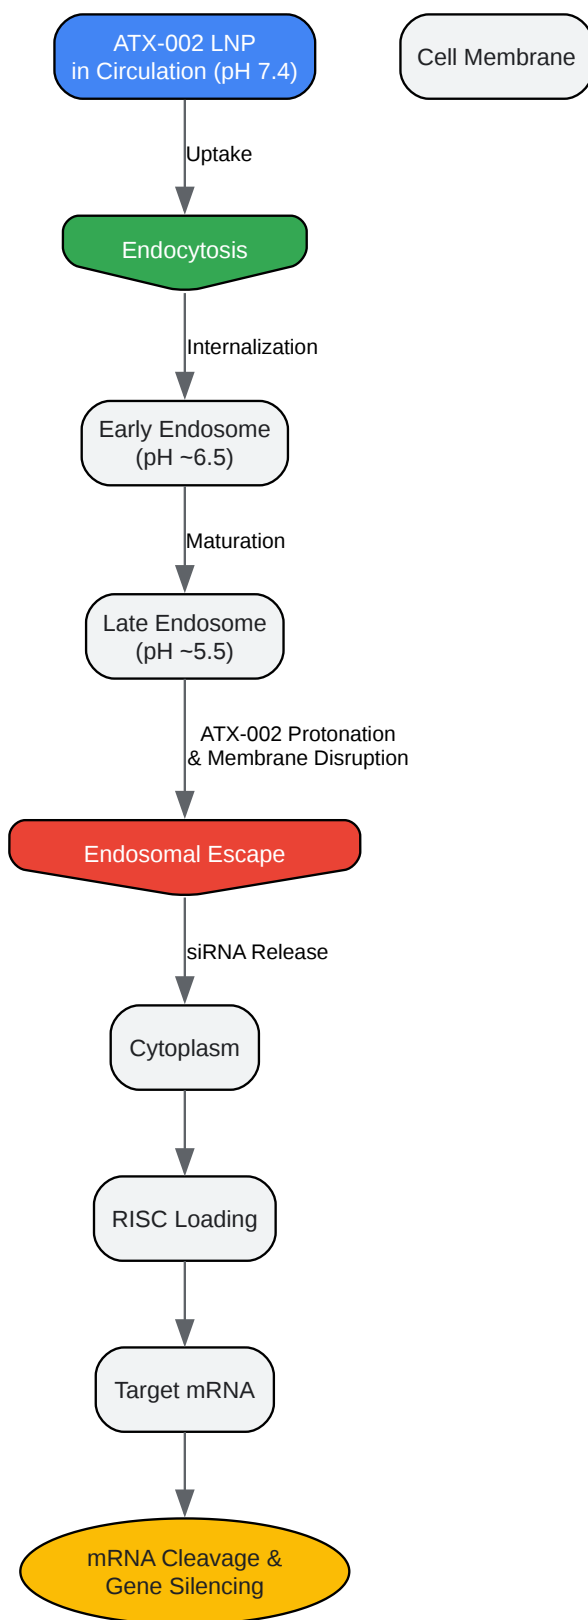 ATX-002 LNP
in Circulation (pH 7.4)
Cell Membrane
Uptake
Endocytosis
Internalization
Early Endosome
(pH ~6.5)
Maturation
Late Endosome
(pH ~5.5)
ATX-002 Protonation
& Membrane Disruption
Endosomal Escape
siRNA Release
Cytoplasm
RISC Loading
Target mRNA
mRNA Cleavage &
Gene Silencing